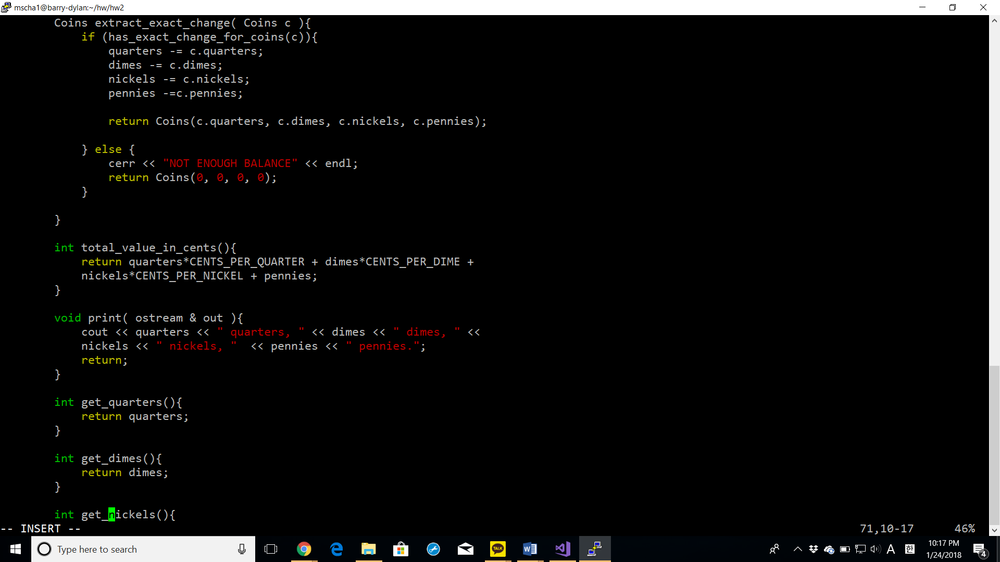 mscha1@barry-dylan:~/hw/hw2
Coins extract_exact_change( Coins c ){
if (has_exact_change_for_coins(c)){
quarters -= c.quarters;
dimes -= c.dimes;
nickels -= c.nickels;
pennies -=c.pennies;
return Coins(c.quarters, c.dimes, c.nickels, c.pennies);
} else {
cerr << "NOT ENOUGH BALANCE" << endl;
return Coins(0, 0, 0, 0);
}
}
int total_value_in_cents(){
return quarters*CENTS_PER_QUARTER + dimes*CENTS_PER_DIME +
nickels*CENTS_PER_NICKEL + pennies;
}
void print( ostream & out ){
cout << quarters << " quarters, " << dimes << " dimes, " <<
nickels << " nickels, "  << pennies << " pennies.";
return;
}
int get_quarters(){
return quarters;
}
int get_dimes(){
return dimes;
}
int get_nickels(){
-- INSERT -- 71,10-17 46%
Type here to search
TALK
A 한
10:17 PM
1/24/2018
4